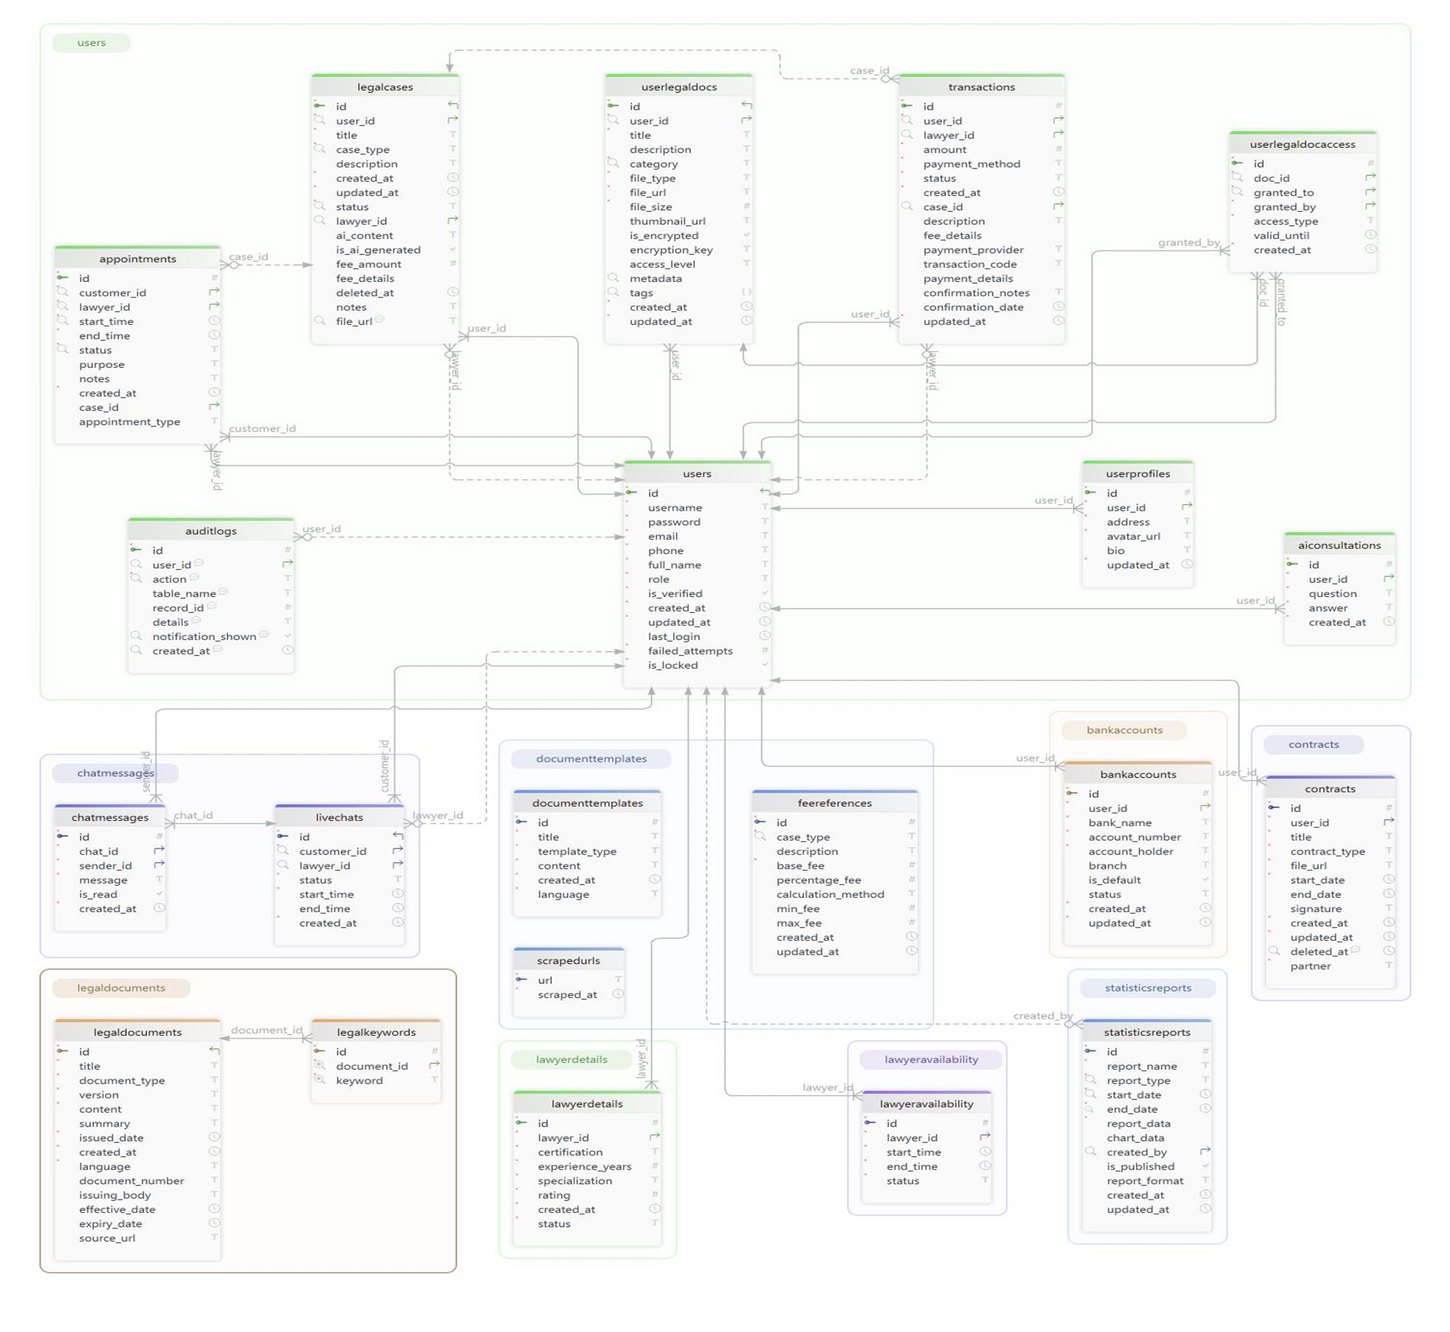 users
legalcases
id
user_id
title
case_type
description
created_at
updated_at
status
lawyer_id
ai_content
is_ai_generated
fee_amount
fee_details
deleted_at
notes
file_url
userlegaldocs
id
user_id
title
description
category
file_type
file_url
file_size
thumbnail_url
is_encrypted
encryption_key
access_level
metadata
tags
created_at
updated_at
case_id
transactions
id
user_id
lawyer_id
amount
payment_method
status
created_at
case_id
description
fee_details
payment_provider
transaction_code
payment_details
confirmation_notes
confirmation_date
updated_at
userlegaldocaccess
id
doc_id
granted_to
granted_by
access_type
valid_until
created_at
granted_by
doc_id
granted_to
appointments
id
customer_id
lawyer_id
start_time
end_time
status
purpose
notes
created_at
case_id
appointment_type
case_id
user_id
lawyer_id
user_id
user_id
lawyer_id
customer_id
lawyer_id
users
id
username
password
email
phone
full_name
role
is_verified
created_at
updated_at
last_login
failed_attempts
is_locked
userprofiles
id
user_id
address
avatar_url
bio
updated_at
user_id
auditlogs
id
user_id
action
table_name
record_id
details
notification_shown
created_at
user_id
aiconsultations
id
user_id
question
answer
created_at
user_id
chatmessages
sender_id
customer_id
chatmessages
id
chat_id
sender_id
message
is_read
created_at
chat_id
livechats
id
customer_id
lawyer_id
status
start_time
end_time
created_at
lawyer_id
documenttemplates
documenttemplates
id
title
template_type
content
created_at
language
feereferences
id
case_type
description
base_fee
percentage_fee
calculation_method
min_fee
max_fee
created_at
updated_at
scrapedurls
url
scraped_at
bankaccounts
user_id
bankaccounts
id
user_id
bank_name
account_number
account_holder
branch
is_default
status
created_at
updated_at
contracts
user_id
contracts
id
user_id
title
contract_type
file_url
start_date
end_date
signature
created_at
updated_at
deleted_at
partner
legaldocuments
legaldocuments
id
title
document_type
version
content
summary
issued_date
created_at
language
document_number
issuing_body
effective_date
expiry_date
source_url
document_id
legalkeywords
id
document_id
keyword
lawyerdetails
lawyer_id
lawyerdetails
id
lawyer_id
certification
experience_years
specialization
rating
created_at
status
lawyeravailability
lawyer_id
lawyeravailability
id
lawyer_id
start_time
end_time
status
statisticsreports
created_by
statisticsreports
id
report_name
report_type
start_date
end_date
report_data
chart_data
created_by
is_published
report_format
created_at
updated_at